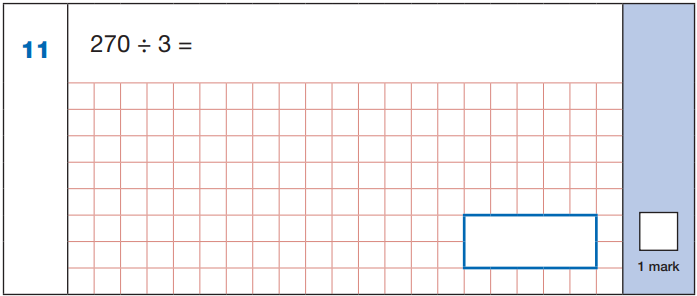 11
270 ÷ 3 =
1 mark